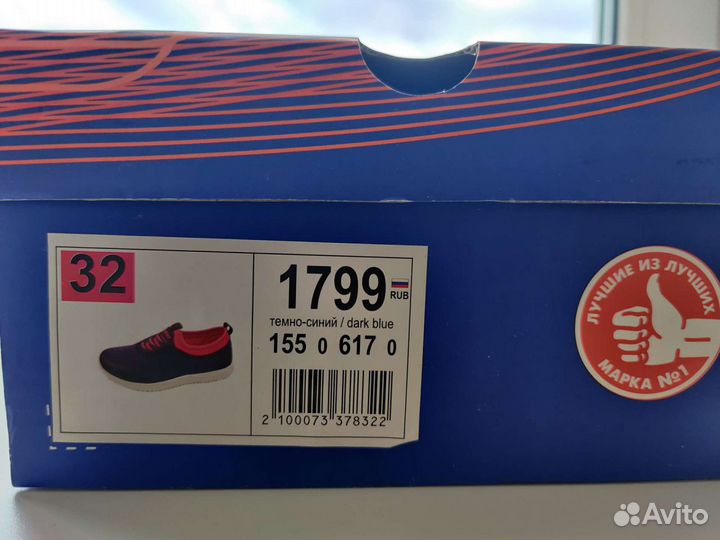 32
1799
RUB
темно-синий / dark blue
155 0 617 0
2 100073 378322
ЛУЧШИЕ ИЗ ЛУЧШИХ
МАРКА №1
Avito